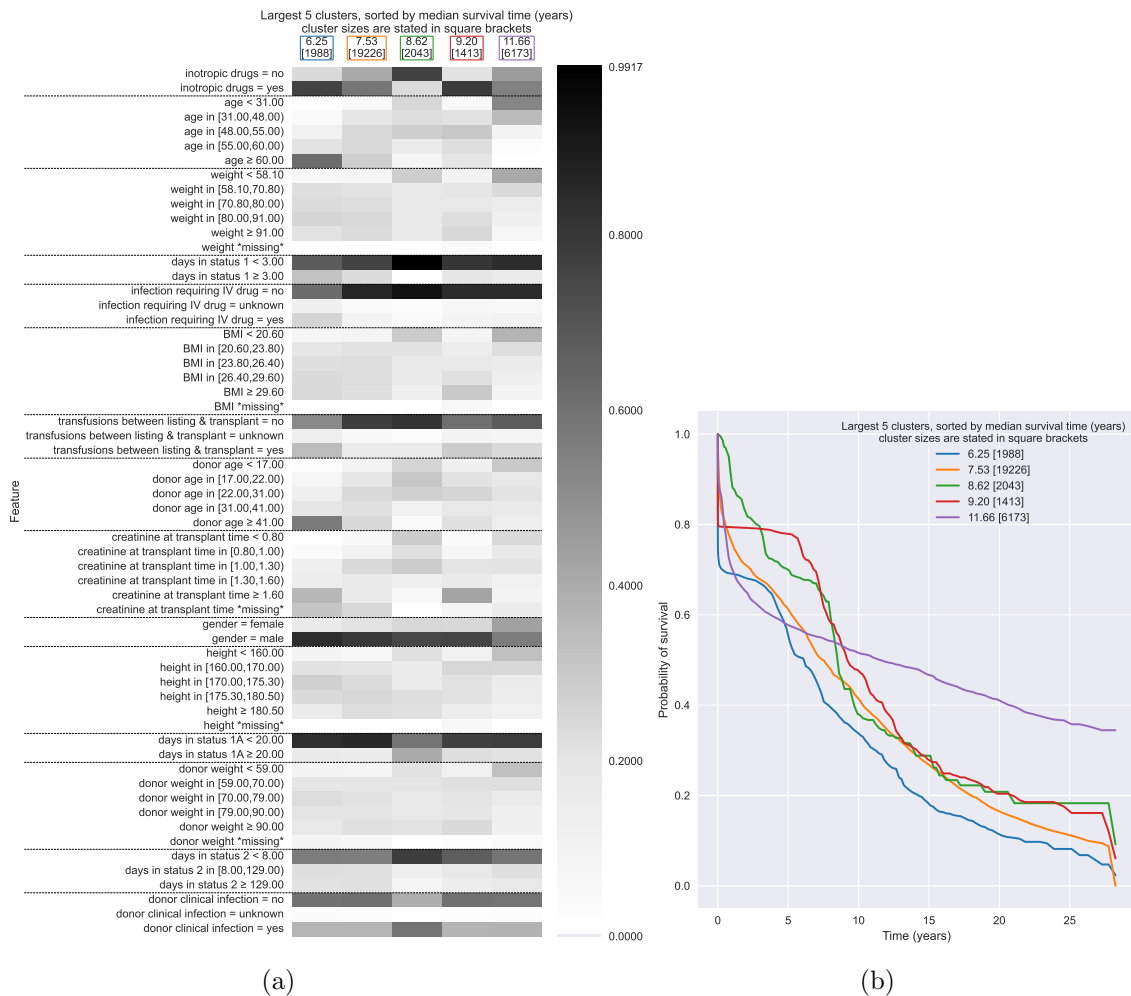 Largest 5 clusters, sorted by median survival time (years)
cluster sizes are stated in square brackets
6.25 7.53 8.62 9.20 11.66
[1988] [19226] [2043] [1413] [6173]
Feature
inotropic drugs = no
inotropic drugs = yes
age < 31.00
age in [31.00,48.00)
age in [48.00,55.00)
age in [55.00,60.00)
age ≥ 60.00
weight < 58.10
weight in [58.10,70.80)
weight in [70.80,80.00)
weight in [80.00,91.00)
weight ≥ 91.00
weight *missing*
days in status 1 < 3.00
days in status 1 ≥ 3.00
infection requiring IV drug = no
infection requiring IV drug = unknown
infection requiring IV drug = yes
BMI < 20.60
BMI in [20.60,23.80)
BMI in [23.80,26.40)
BMI in [26.40,29.60)
BMI ≥ 29.60
BMI *missing*
transfusions between listing & transplant = no
transfusions between listing & transplant = unknown
transfusions between listing & transplant = yes
donor age < 17.00
donor age in [17.00,22.00)
donor age in [22.00,31.00)
donor age in [31.00,41.00)
donor age ≥ 41.00
creatinine at transplant time < 0.80
creatinine at transplant time in [0.80,1.00)
creatinine at transplant time in [1.00,1.30)
creatinine at transplant time in [1.30,1.60)
creatinine at transplant time ≥ 1.60
creatinine at transplant time *missing*
gender = female
gender = male
height < 160.00
height in [160.00,170.00)
height in [170.00,175.30)
height in [175.30,180.50)
height ≥ 180.50
height *missing*
days in status 1A < 20.00
days in status 1A ≥ 20.00
donor weight < 59.00
donor weight in [59.00,70.00)
donor weight in [70.00,79.00)
donor weight in [79.00,90.00)
donor weight ≥ 90.00
donor weight *missing*
days in status 2 < 8.00
days in status 2 in [8.00,129.00)
days in status 2 ≥ 129.00
donor clinical infection = no
donor clinical infection = unknown
donor clinical infection = yes
0.9917
0.8000
0.6000
0.4000
0.2000
0.0000
(a)
Largest 5 clusters, sorted by median survival time (years)
cluster sizes are stated in square brackets
6.25 [1988]
7.53 [19226]
8.62 [2043]
9.20 [1413]
11.66 [6173]
Probability of survival
1.0
0.8
0.6
0.4
0.2
0.0
0 5 10 15 20 25
Time (years)
(b)